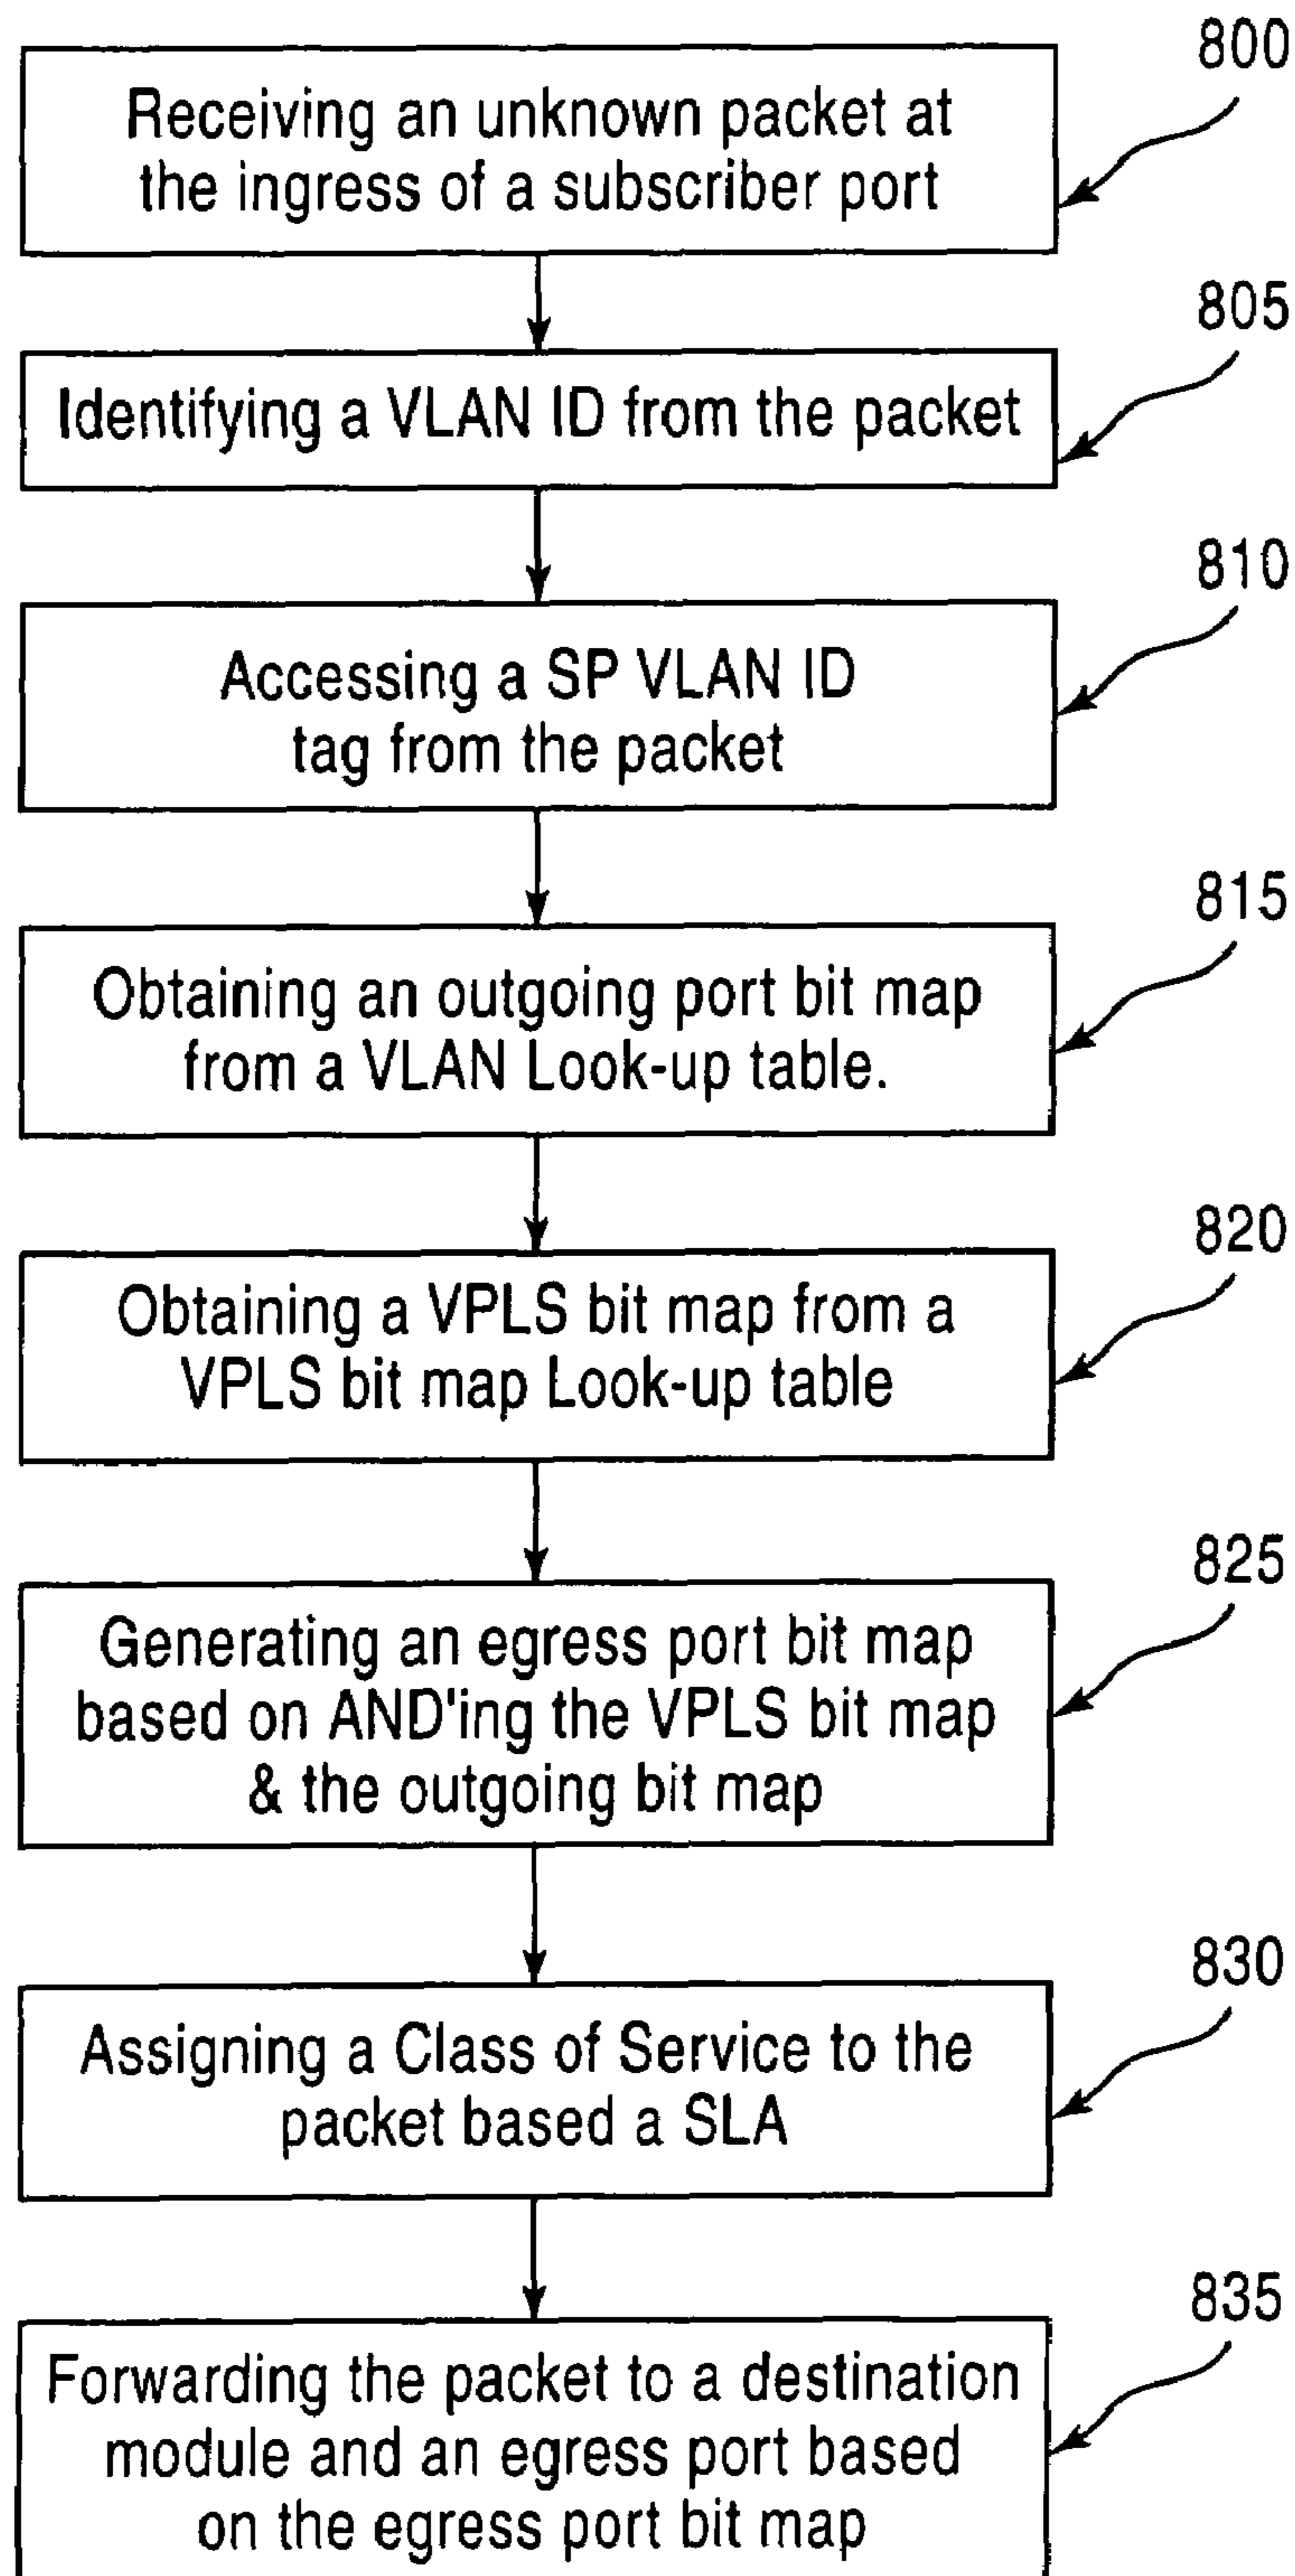 800
Receiving an unknown packet at
the ingress of a subscriber port
805
Identifying a VLAN ID from the packet
810
Accessing a SP VLAN ID
tag from the packet
815
Obtaining an outgoing port bit map
from a VLAN Look-up table.
820
Obtaining a VPLS bit map from a
VPLS bit map Look-up table
825
Generating an egress port bit map
based on AND'ing the VPLS bit map
& the outgoing bit map
830
Assigning a Class of Service to the
packet based a SLA
835
Forwarding the packet to a destination
module and an egress port based
on the egress port bit map